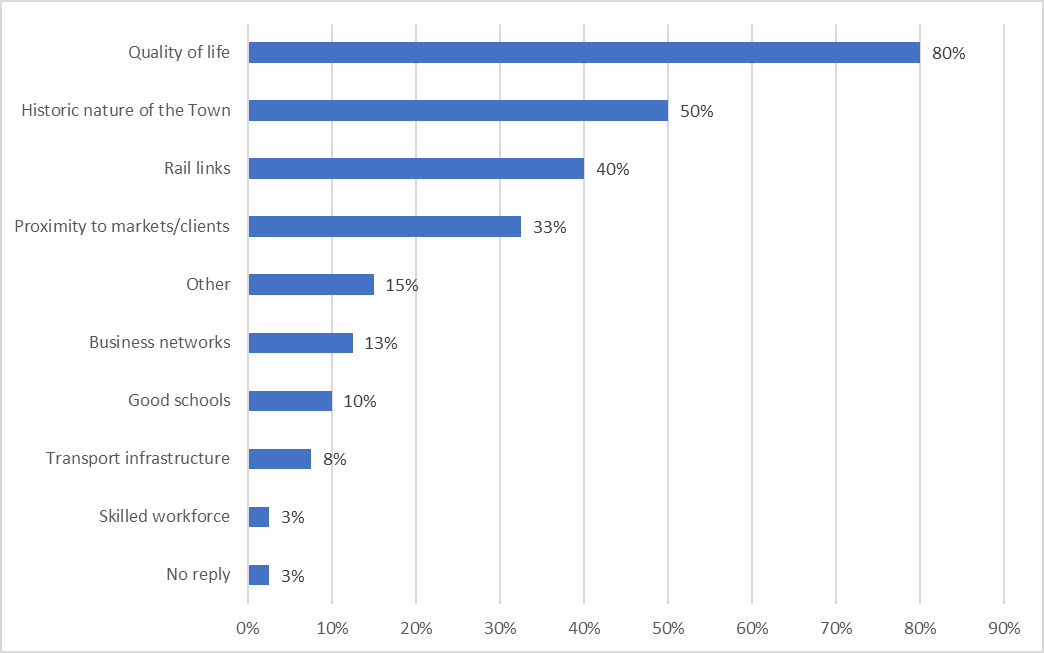 Quality of life 80%
Historic nature of the Town 50%
Rail links 40%
Proximity to markets/clients 33%
Other 15%
Business networks 13%
Good schools 10%
Transport infrastructure 8%
Skilled workforce 3%
No reply 3%
0% 10% 20% 30% 40% 50% 60% 70% 80% 90%